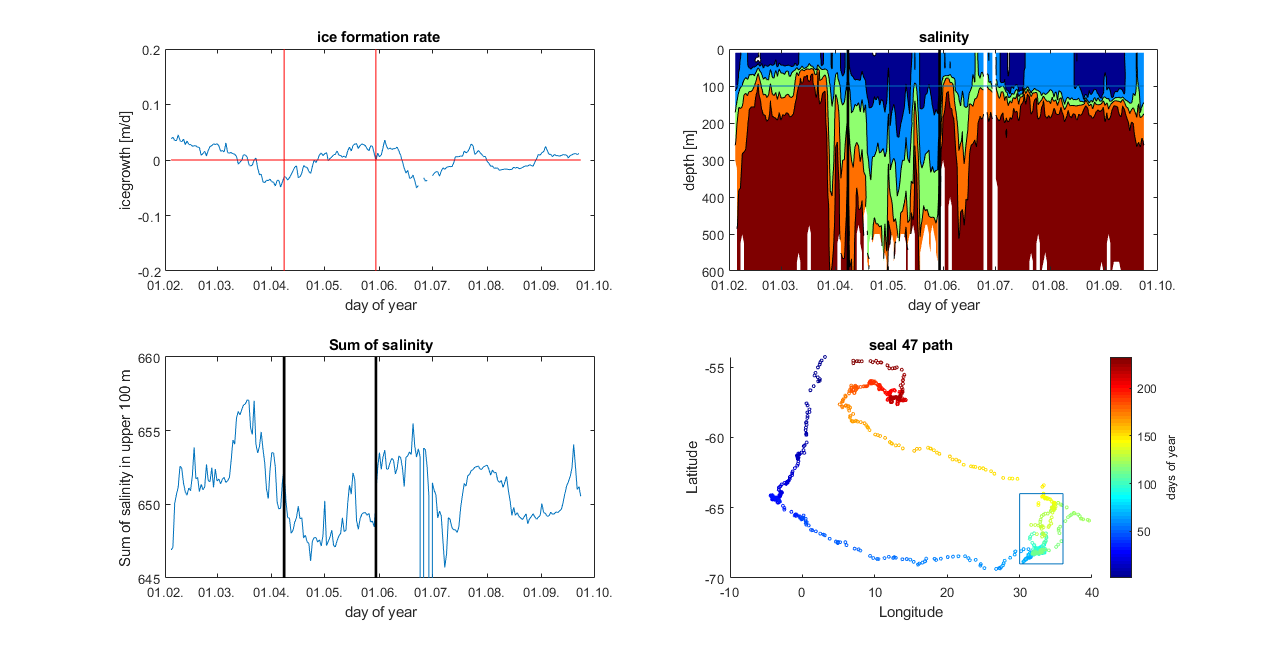 ice formation rate
icegrowth [m/d]
0.2
0.1
0
-0.1
-0.2
01.02. 01.03. 01.04. 01.05. 01.06. 01.07. 01.08. 01.09. 01.10.
day of year
salinity
depth [m]
0
100
200
300
400
500
600
01.02. 01.03. 01.04. 01.05. 01.06. 01.07. 01.08. 01.09. 01.10.
day of year
Sum of salinity
Sum of salinity in upper 100 m
660
655
650
645
01.02. 01.03. 01.04. 01.05. 01.06. 01.07. 01.08. 01.09. 01.10.
day of year
seal 47 path
Latitude
-55
-60
-65
-70
-10 0 10 20 30 40
Longitude
200
150
100
50
days of year